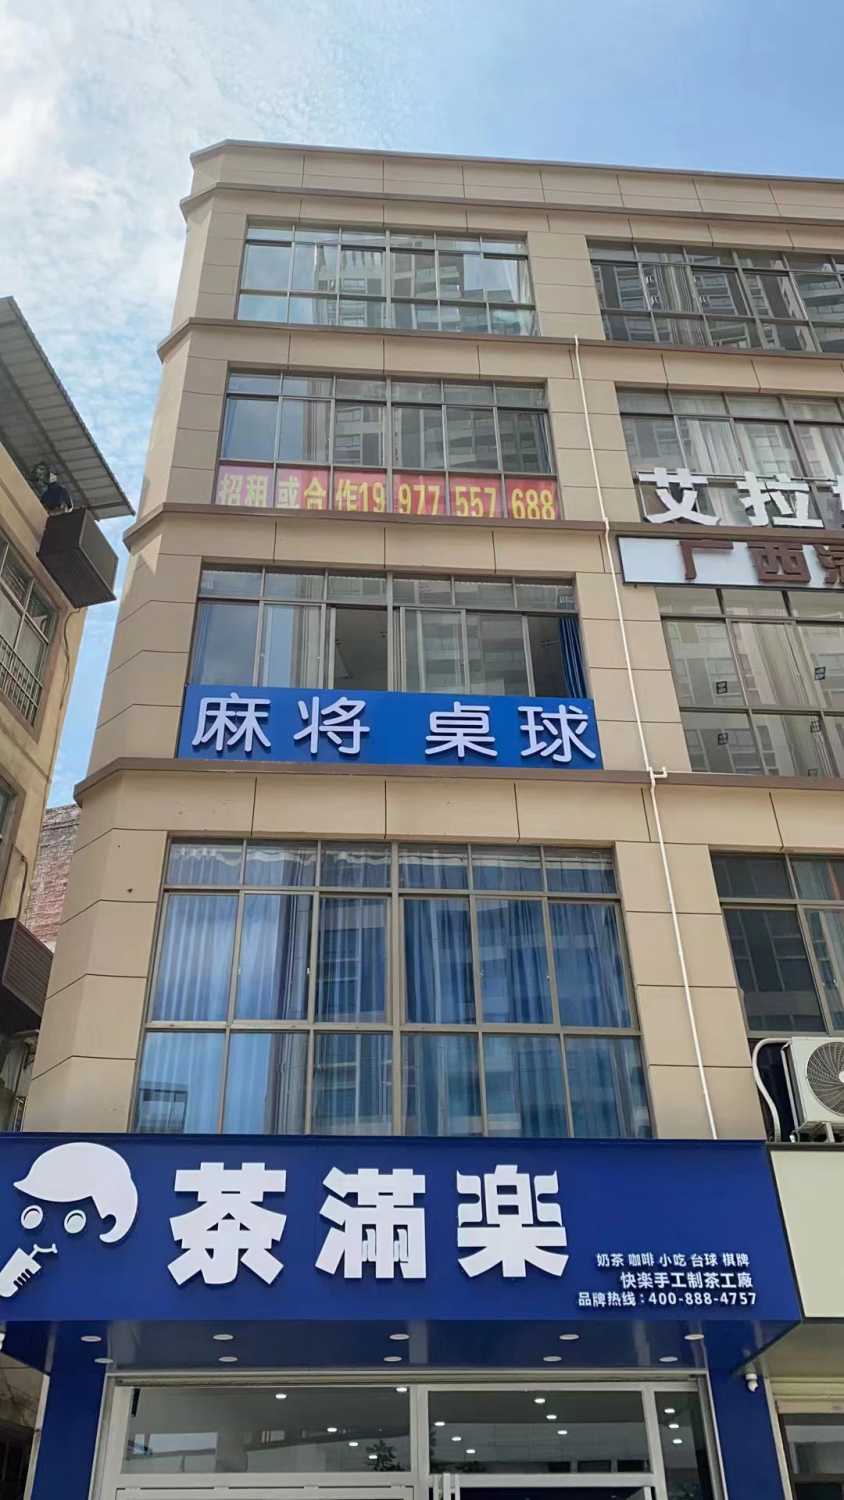 招租或合作19977557688
艾拉
广西
麻将 桌球
茶滿楽
奶茶 咖啡 小吃 台球 棋牌
快楽手工制茶工廠
品牌热线：400-888-4757